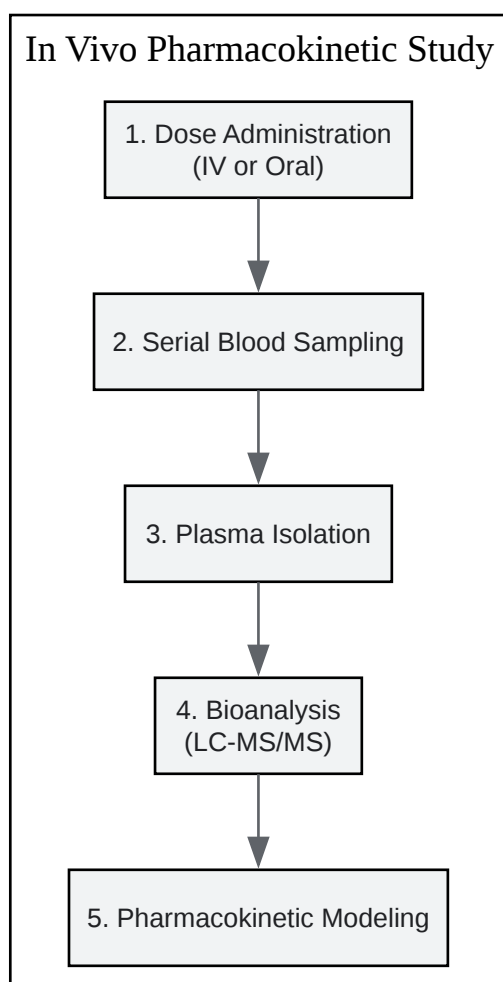 In Vivo Pharmacokinetic Study
1. Dose Administration
(IV or Oral)
2. Serial Blood Sampling
3. Plasma Isolation
4. Bioanalysis
(LC-MS/MS)
5. Pharmacokinetic Modeling